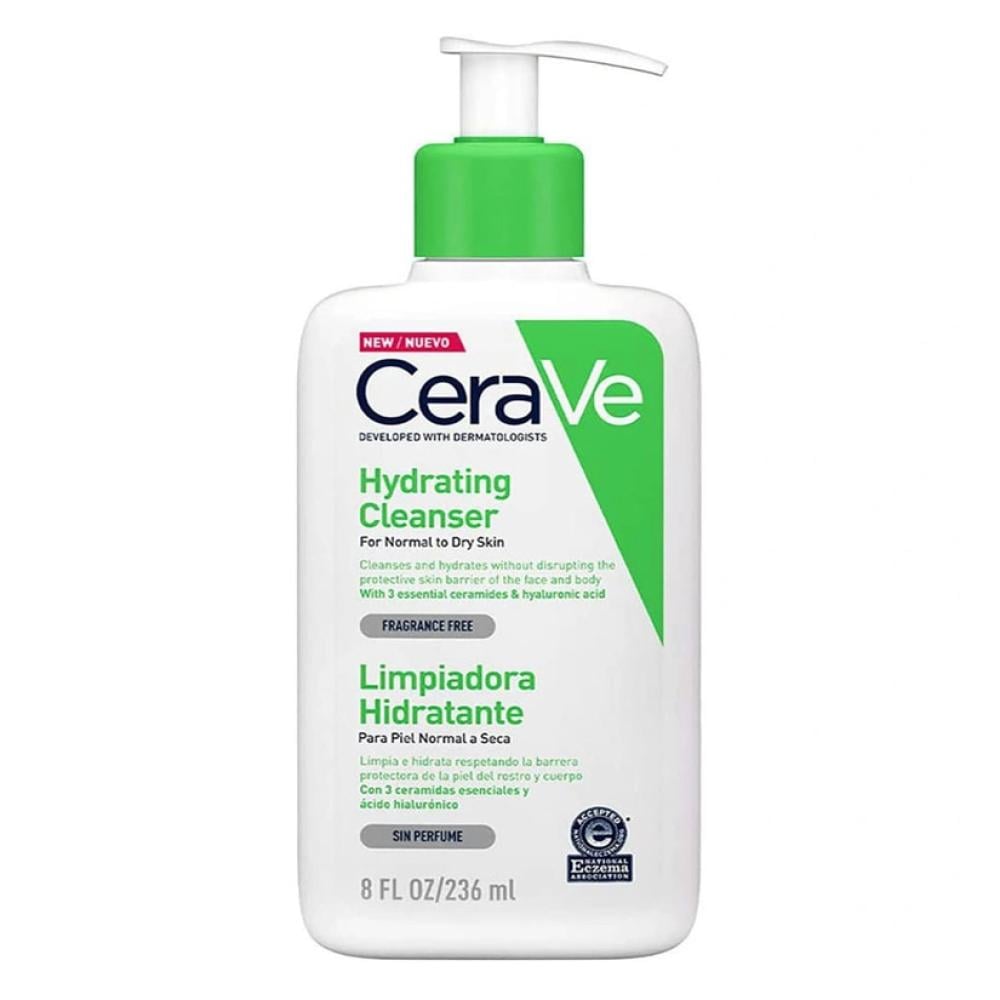 NEW / NUEVO
CeraVe
DEVELOPED WITH DERMATOLOGISTS
Hydrating
Cleanser
For Normal to Dry Skin
Cleanses and hydrates without disrupting the
protective skin barrier of the face and body
With 3 essential ceramides & hyaluronic acid
FRAGRANCE FREE
Limpiadora
Hidratante
Para Piel Normal a Seca
Limpia e hidrata respetando la barrera
protectora de la piel del rostro y cuerpo
Con 3 ceramidas esenciales y
ácido hialurónico
SIN PERFUME
ACCEPTED
e
NATIONALECZEMA.ORG
NATIONAL
Eczema
ASSOCIATION
8 FL OZ/236 ml